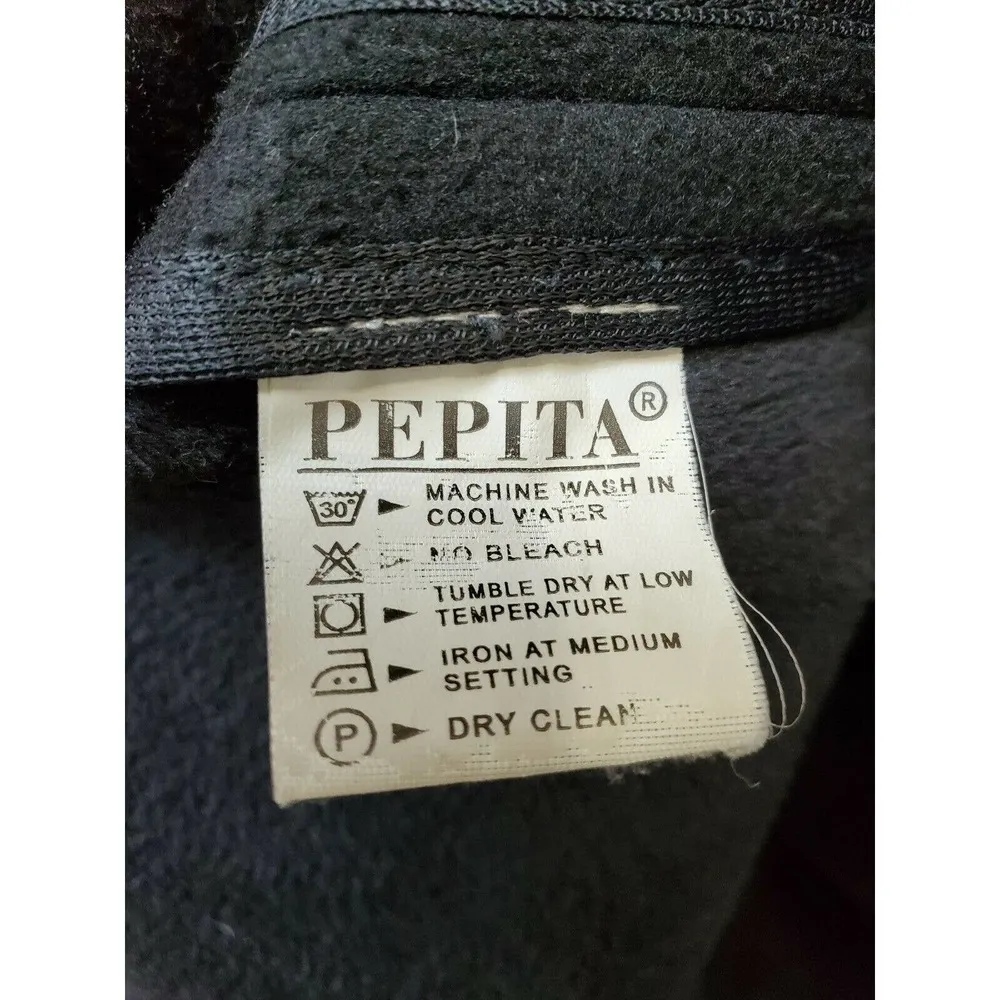 PEPITA®
30° MACHINE WASH IN
COOL WATER
NO BLEACH
TUMBLE DRY AT LOW
TEMPERATURE
IRON AT MEDIUM
SETTING
P DRY CLEAN